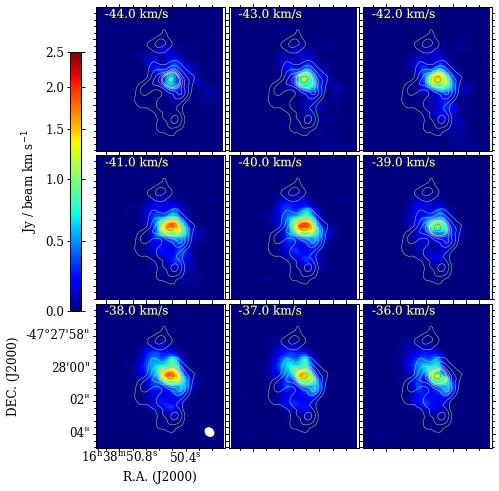 -44.0 km/s
-43.0 km/s
-42.0 km/s
2.5
2.0
1.5
1.0
0.5
0.0
Jy / beam km s⁻¹
-41.0 km/s
-40.0 km/s
-39.0 km/s
-38.0 km/s
-37.0 km/s
-36.0 km/s
-47°27'58"
28'00"
02"
04"
DEC. (J2000)
16ʰ38ᵐ50.8ˢ
50.4ˢ
R.A. (J2000)